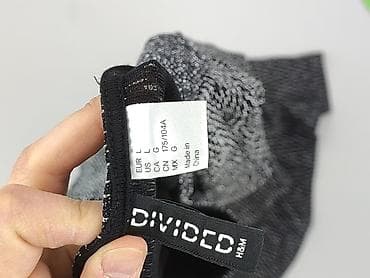 EUR L
US L
CA G
CN 175/104A
MX G
Made in
China
DIVIDED
H&M